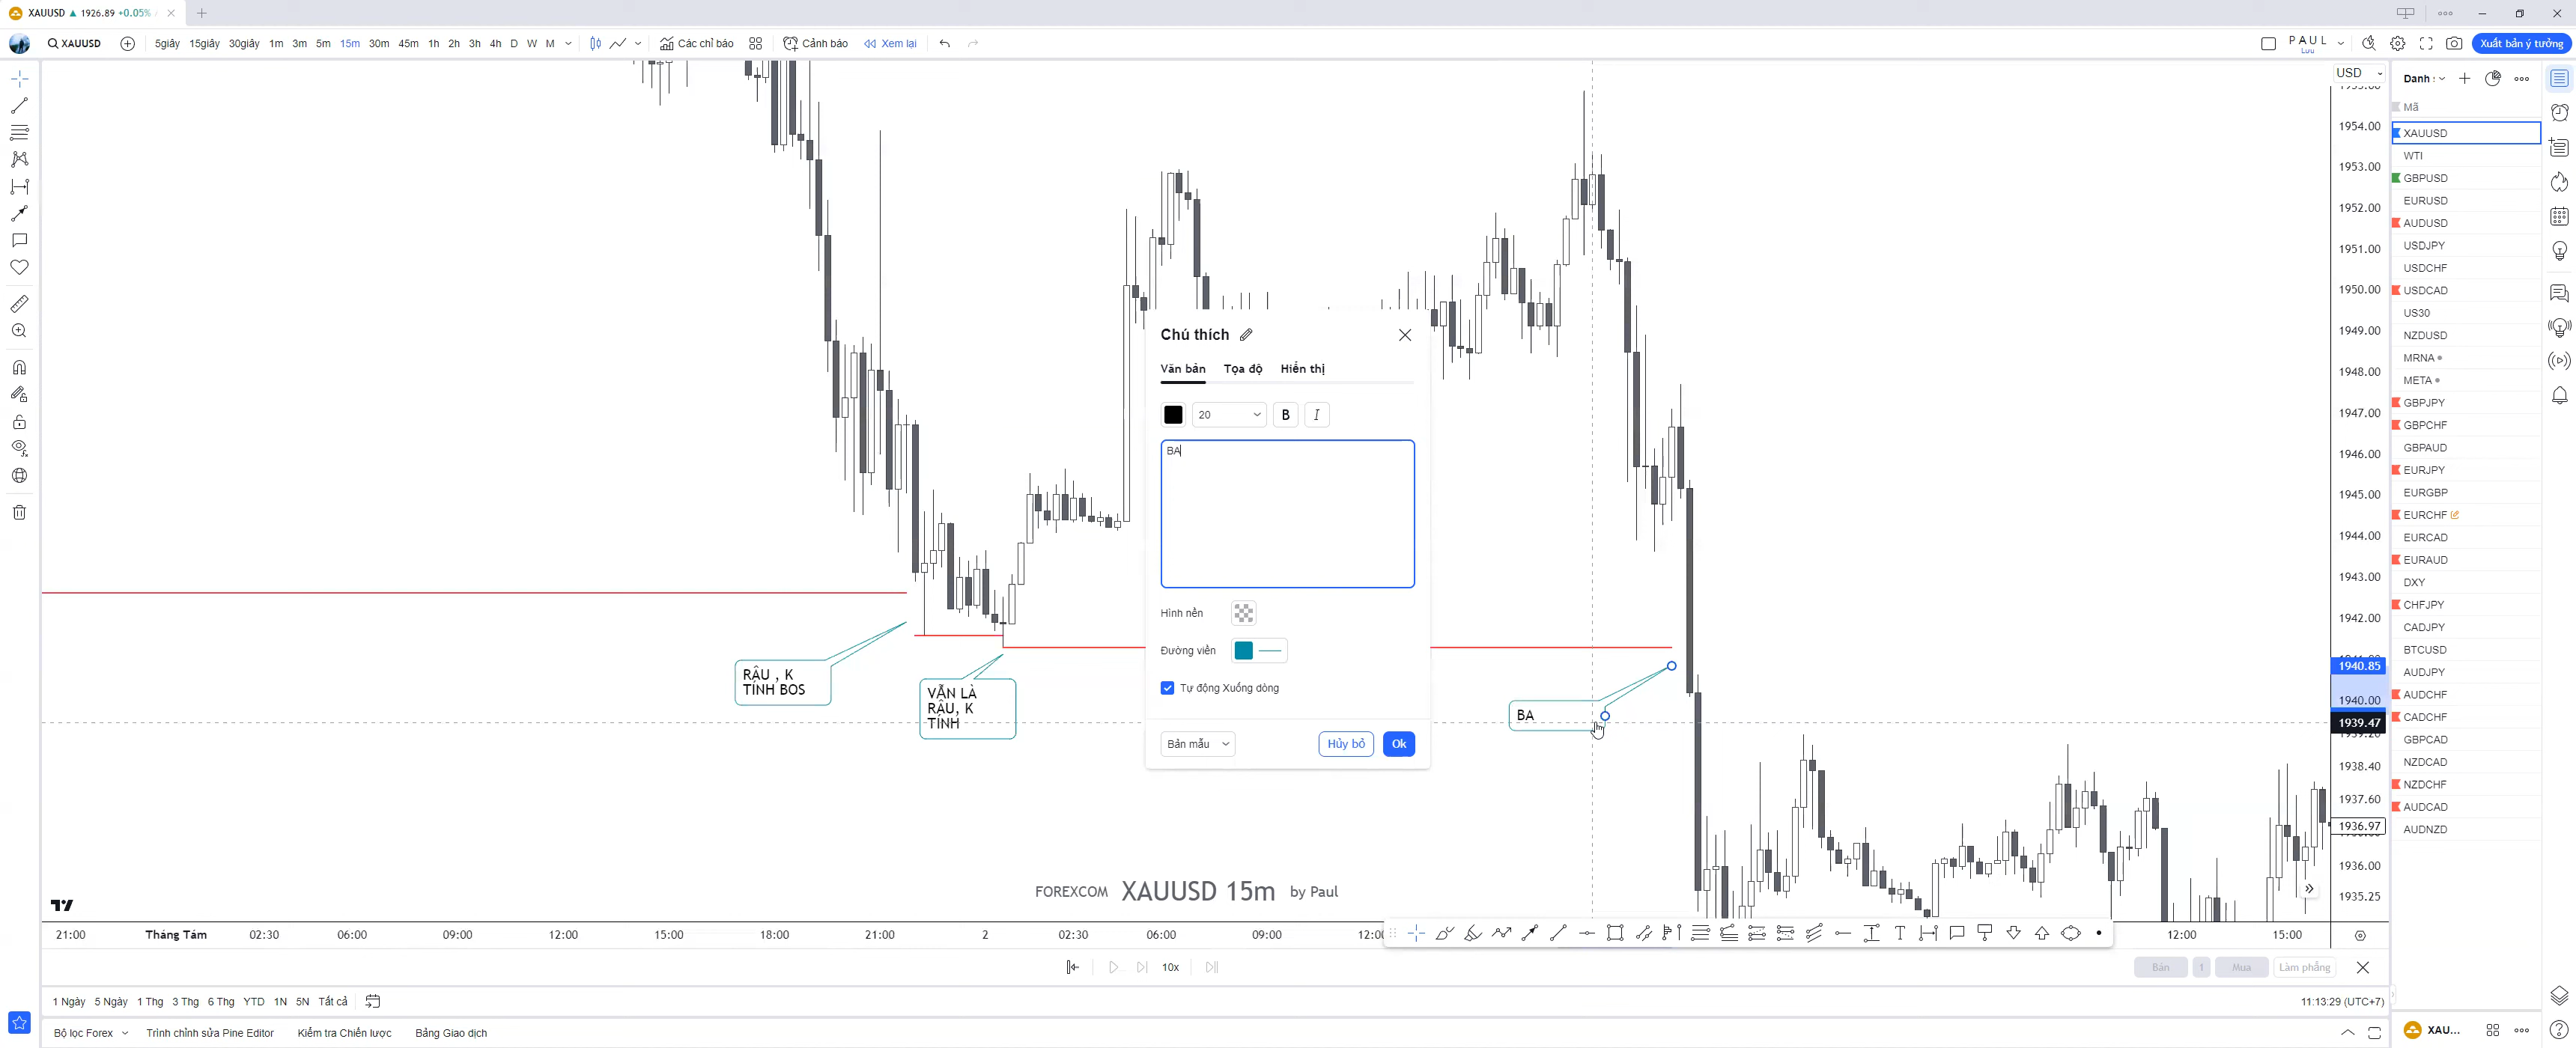 XAUUSD ▲ 1926.89 +0.05%
XAUUSD
5giây 15giây 30giây 1m 3m 5m 15m 30m 45m 1h 2h 3h 4h D W M
Các chỉ báo
Cảnh báo
Xem lại
PAUL
Lưu
Xuất bản ý tưởng
USD
1954.00
1953.00
1952.00
1951.00
1950.00
1949.00
1948.00
1947.00
1946.00
1945.00
1944.00
1943.00
1942.00
1940.85
1940.00
1939.47
1938.40
1937.60
1936.97
1936.00
1935.25
Danh :
Mã
XAUUSD
WTI
GBPUSD
EURUSD
AUDUSD
USDJPY
USDCHF
USDCAD
US30
NZDUSD
MRNA
META
GBPJPY
GBPCHF
GBPAUD
EURJPY
EURGBP
EURCHF
EURCAD
EURAUD
DXY
CHFJPY
CADJPY
BTCUSD
AUDJPY
AUDCHF
CADCHF
GBPCAD
NZDCAD
NZDCHF
AUDCAD
AUDNZD
Chú thích
Văn bản Tọa độ Hiển thị
20 B I
BA
Hình nền
Đường viền
Tự động Xuống dòng
Bản mẫu
Hủy bỏ Ok
RÂU , K
TÍNH BOS
VẪN LÀ
RÂU, K
TÍNH
BA
FOREXCOM XAUUSD 15m by Paul
21:00 Tháng Tám 02:30 06:00 09:00 12:00 15:00 18:00 21:00 2 02:30 06:00 09:00 12:00 15:00
10x
Bán 1 Mua Làm phẳng
1 Ngày 5 Ngày 1 Thg 3 Thg 6 Thg YTD 1N 5N Tất cả
11:13:29 (UTC+7)
Bộ lọc Forex Trình chỉnh sửa Pine Editor Kiểm tra Chiến lược Bảng Giao dịch
XAU...